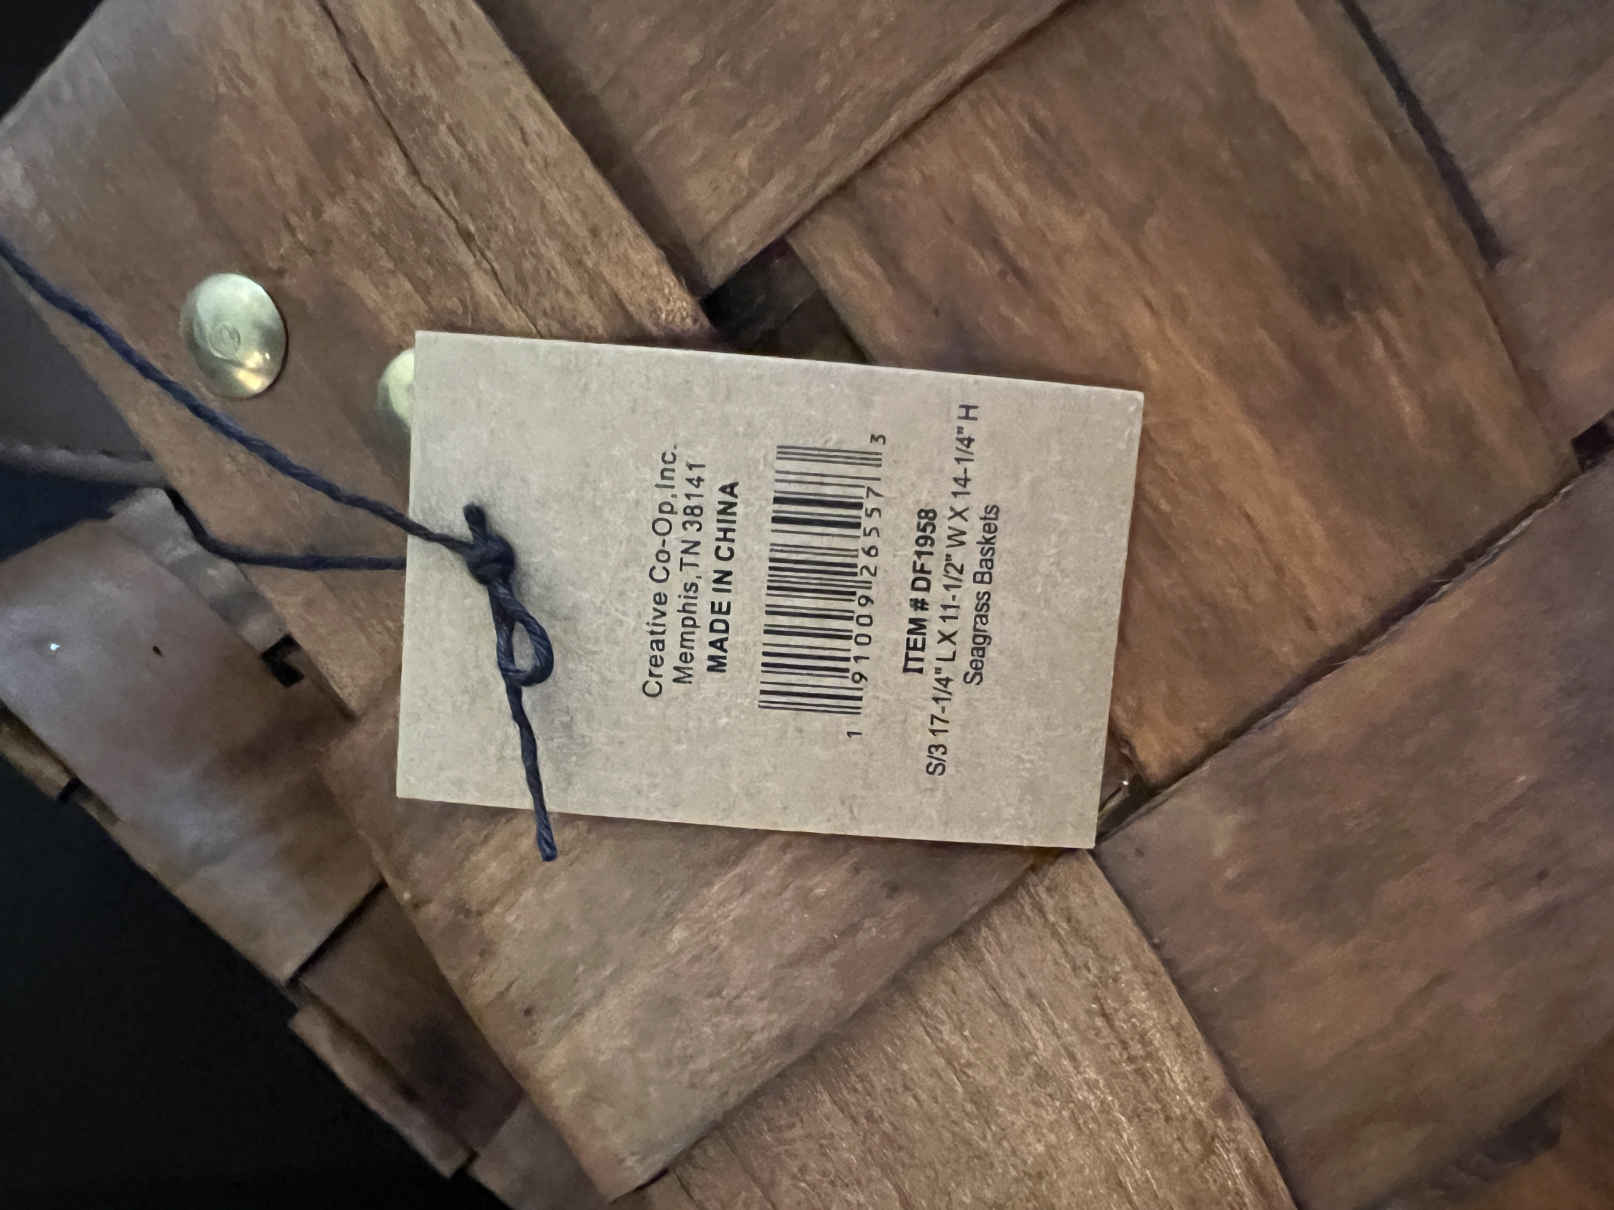 Creative Co-Op, Inc.
Memphis, TN 38141
MADE IN CHINA
1 91009 26557 3
ITEM # DF1958
S/3 17-1/4" L X 11-1/2" W X 14-1/4" H
Seagrass Baskets